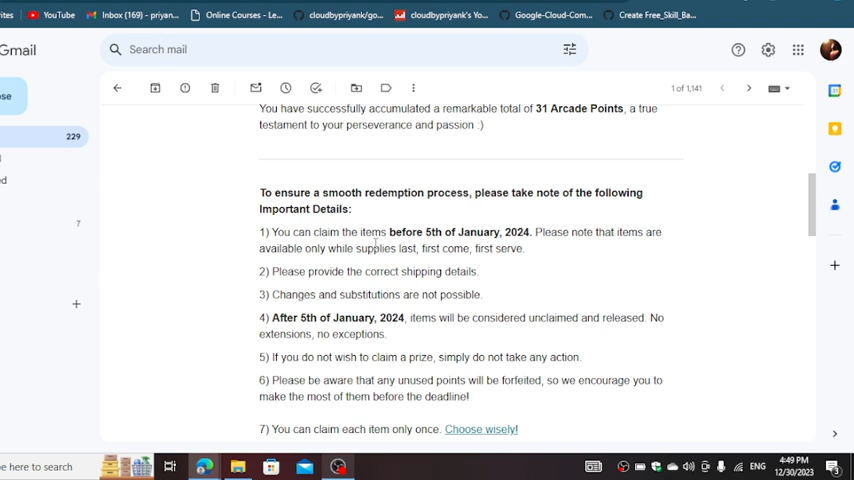 ites YouTube Inbox (169) - priyan... Online Courses - Le... cloudbypriyank/go... cloudbypriyank's Yo... Google-Cloud-Com... Create Free_Skill_Ba...
Gmail Search mail
1 of 1,141
ose
229
You have successfully accumulated a remarkable total of 31 Arcade Points, a true
testament to your perseverance and passion :)
d
7
To ensure a smooth redemption process, please take note of the following
Important Details:
1) You can claim the items before 5th of January, 2024. Please note that items are
available only while supplies last, first come, first serve.
2) Please provide the correct shipping details.
3) Changes and substitutions are not possible.
4) After 5th of January, 2024, items will be considered unclaimed and released. No
extensions, no exceptions.
5) If you do not wish to claim a prize, simply do not take any action.
6) Please be aware that any unused points will be forfeited, so we encourage you to
make the most of them before the deadline!
7) You can claim each item only once. Choose wisely!
pe here to search
ENG
4:49 PM
12/30/2023
3